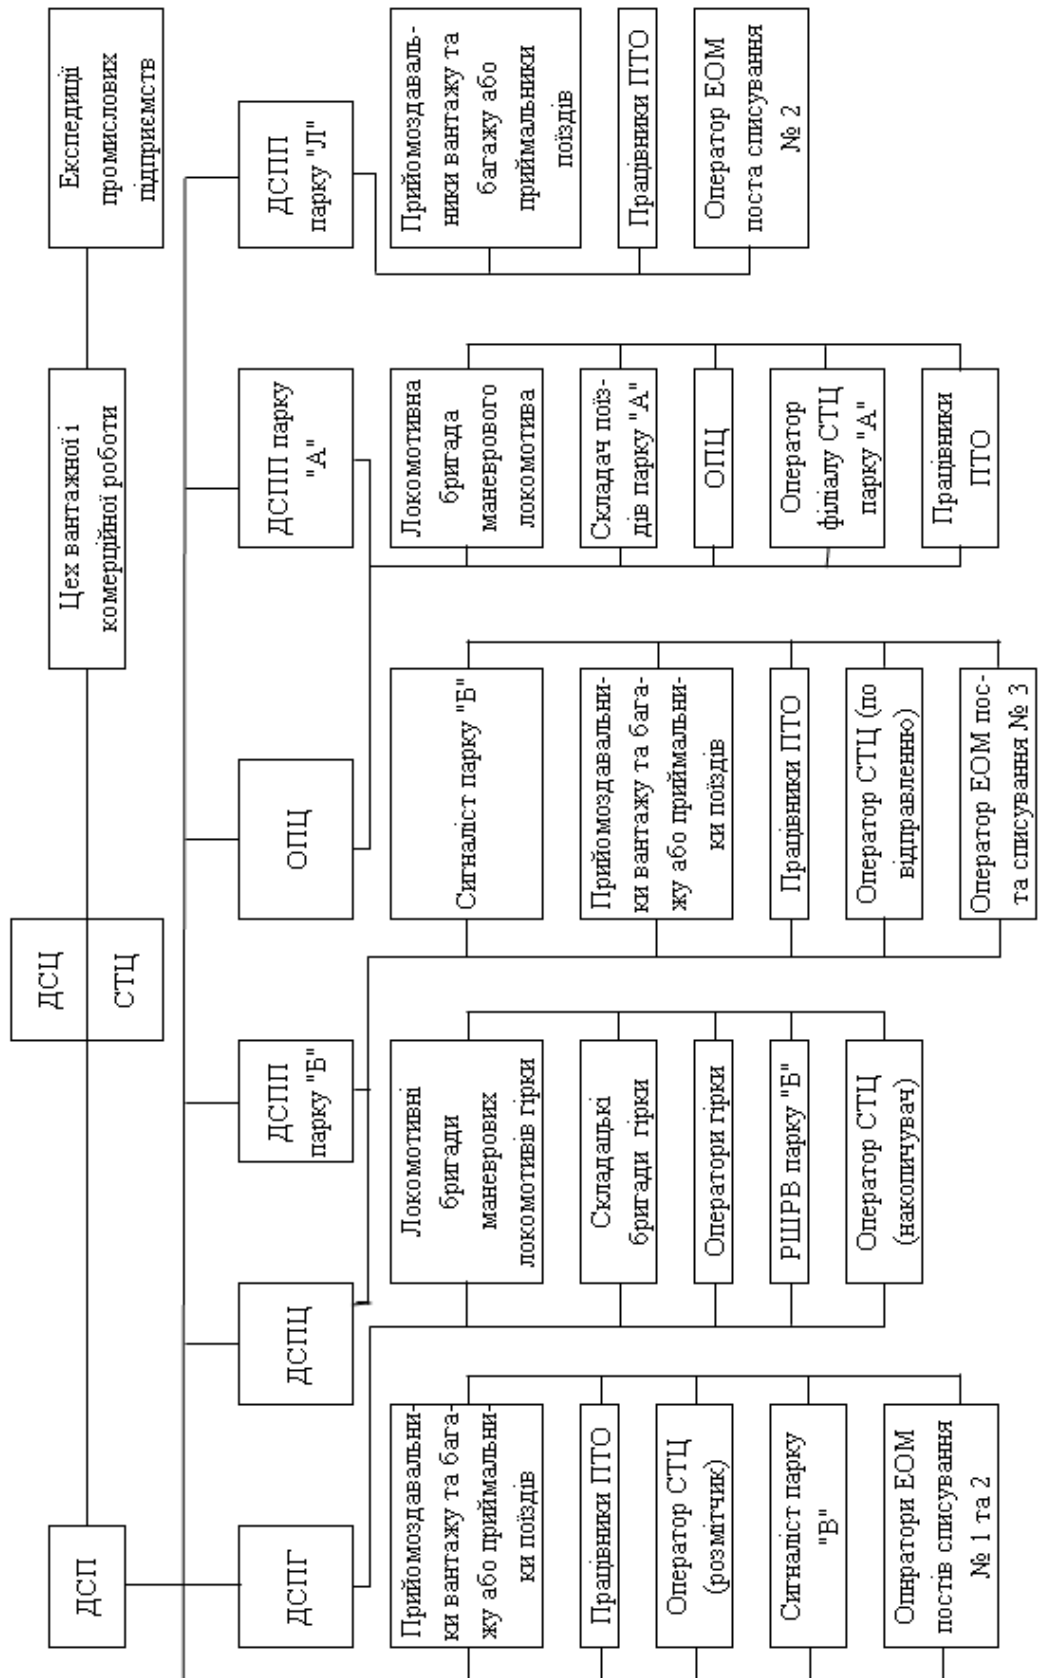 ДСЦ
СТЦ
ДСП
Цех вантажної і
комерційної роботи
Експедиції
промислових
підприємств
ДСПГ
ДСПЦ
ДСПП
парку "Б"
ОПЦ
ДСПП парку
"А"
ДСПП
парку "Л"
Прийомоздавальни-
ки вантажу та бага-
жу або приймальни-
ки поїздів
Працівники ПТО
Оператор СТЦ
(розмітчик)
Сигналіст парку
"В"
Опнратори ЕОМ
постів списування
№ 1 та 2
Локомотивні
бригади
маневрових
локомотивів гірки
Складацькі
бригади гірки
Оператори гірки
РШРВ парку "Б"
Оператор СТЦ
(накопичувач)
Сигналіст парку "Б"
Прийомоздавальни-
ки вантажу та бага-
жу або приймальни-
ки поїздів
Працівники ПТО
Оператор СТЦ (по
відправленню)
Оператор ЕОМ пос-
та списування № 3
Локомотивна
бригада
маневрового
локомотива
Складач поїз-
дів парку "А"
ОПЦ
Оператор
філіалу СТЦ
парку "А"
Працівники
ПТО
Прийомоздаваль-
ники вантажу та
багажу або
приймальники
поїздів
Працівники ПТО
Оператор ЕОМ
поста списування
№ 2